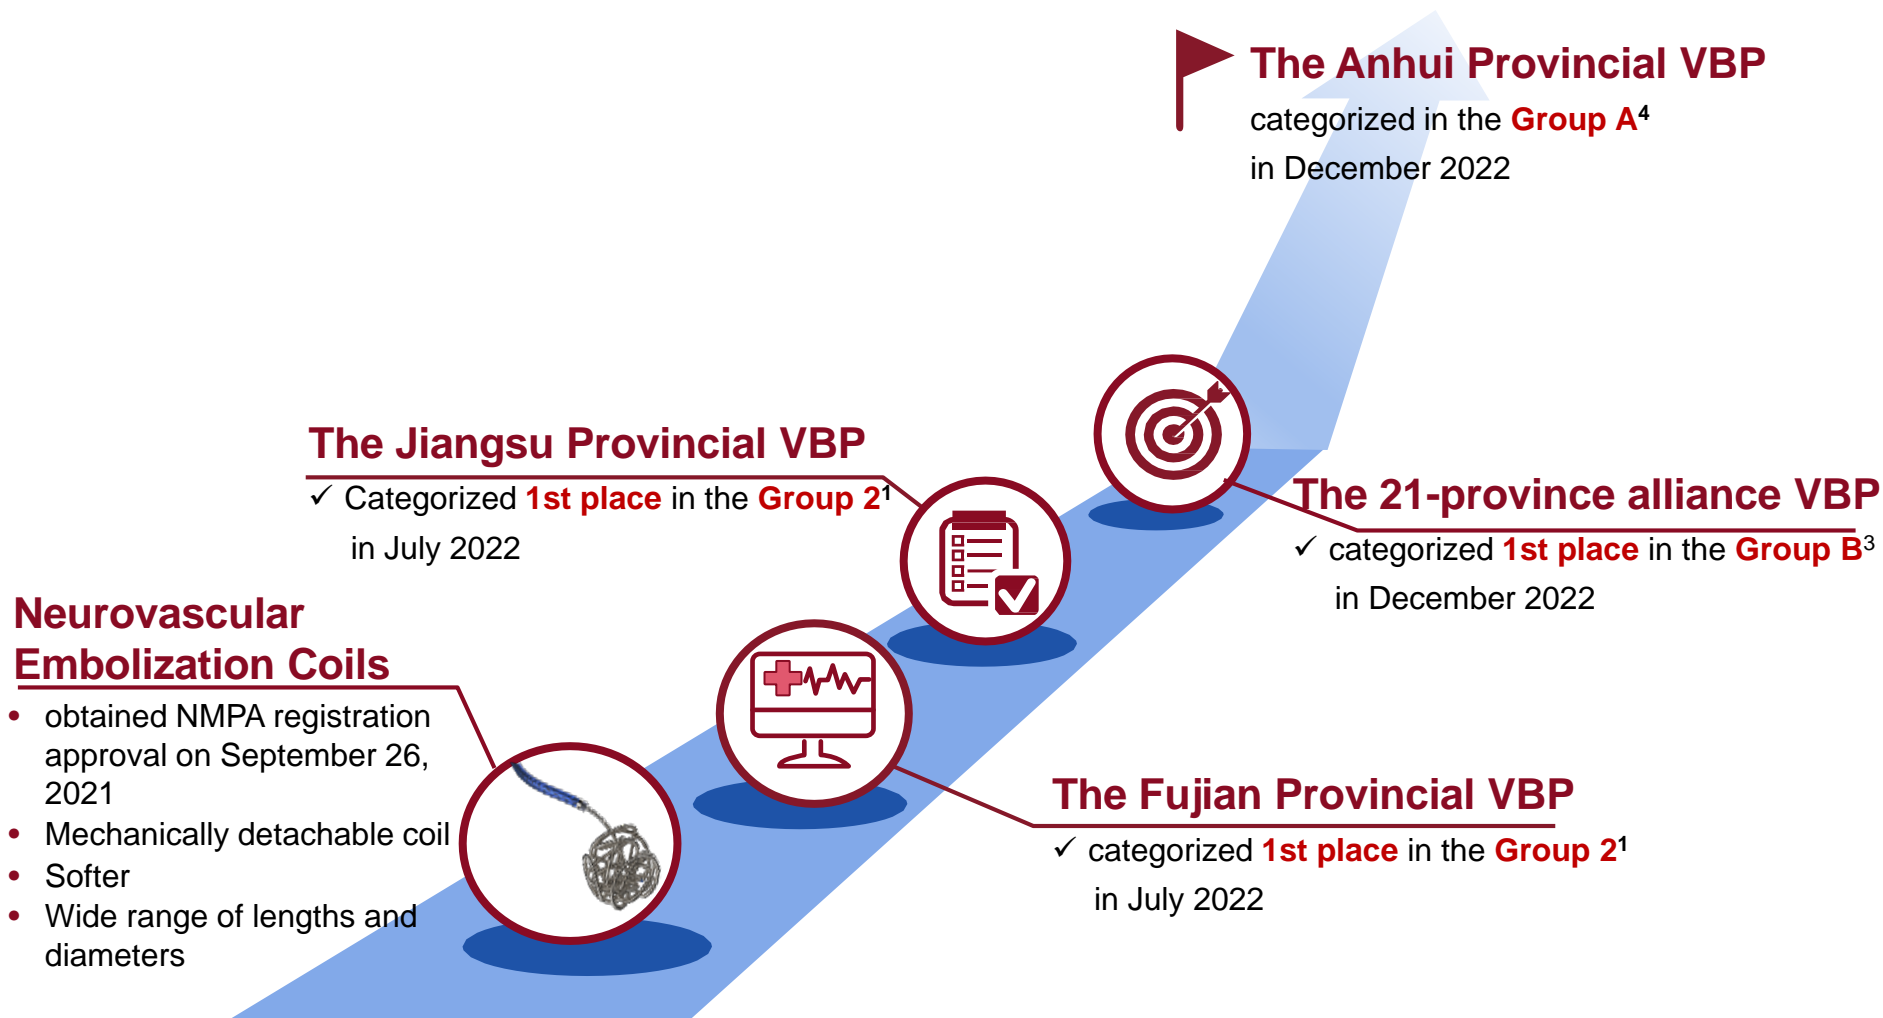 The Anhui Provincial VBP
categorized in the Group A⁴
in December 2022
The Jiangsu Provincial VBP
✓ Categorized 1st place in the Group 2¹
in July 2022
The 21-province alliance VBP
✓ categorized 1st place in the Group B³
in December 2022
Neurovascular
Embolization Coils
• obtained NMPA registration
approval on September 26,
2021
• Mechanically detachable coil
• Softer
• Wide range of lengths and
diameters
The Fujian Provincial VBP
✓ categorized 1st place in the Group 2¹
in July 2022